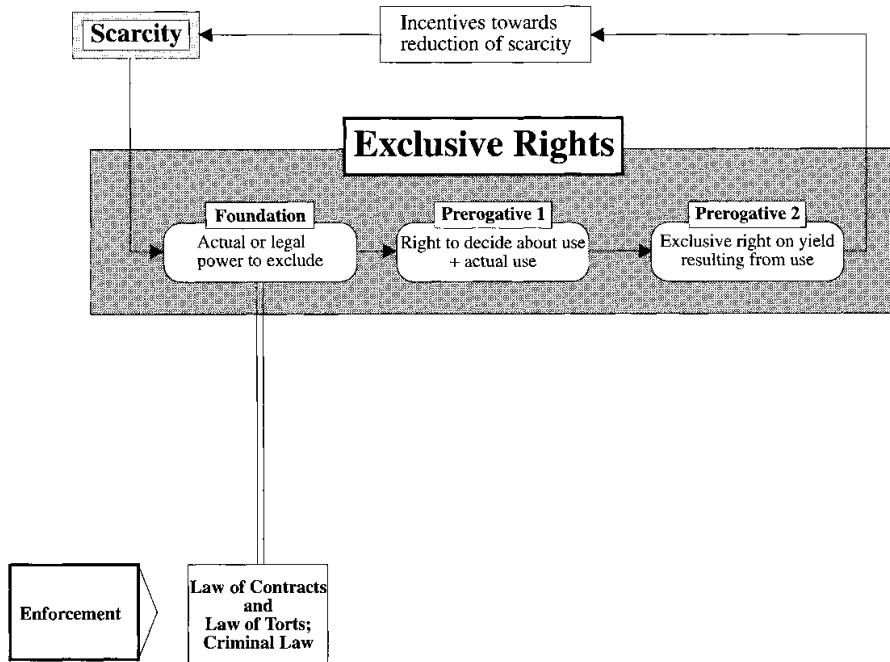 Scarcity
Incentives towards
reduction of scarcity
Exclusive Rights
Foundation
Actual or legal
power to exclude
Prerogative 1
Right to decide about use
+ actual use
Prerogative 2
Exclusive right on yield
resulting from use
Enforcement
Law of Contracts
and
Law of Torts;
Criminal Law